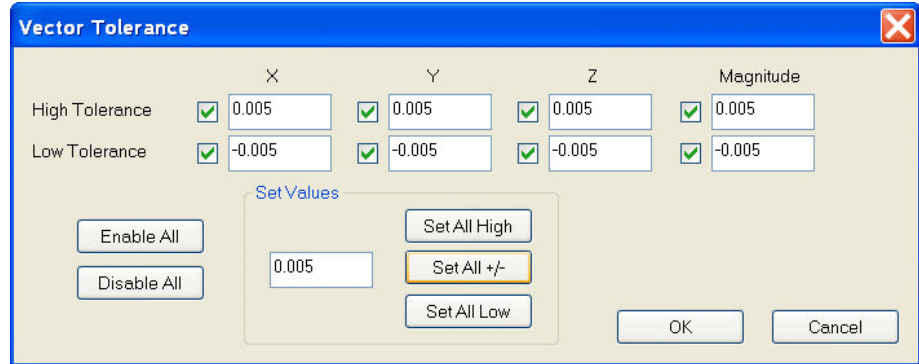 Vector Tolerance
X Y Z Magnitude
High Tolerance 0.005 0.005 0.005 0.005
Low Tolerance -0.005 -0.005 -0.005 -0.005
Set Values
Enable All
Disable All
0.005
Set All High
Set All +/-
Set All Low
OK Cancel